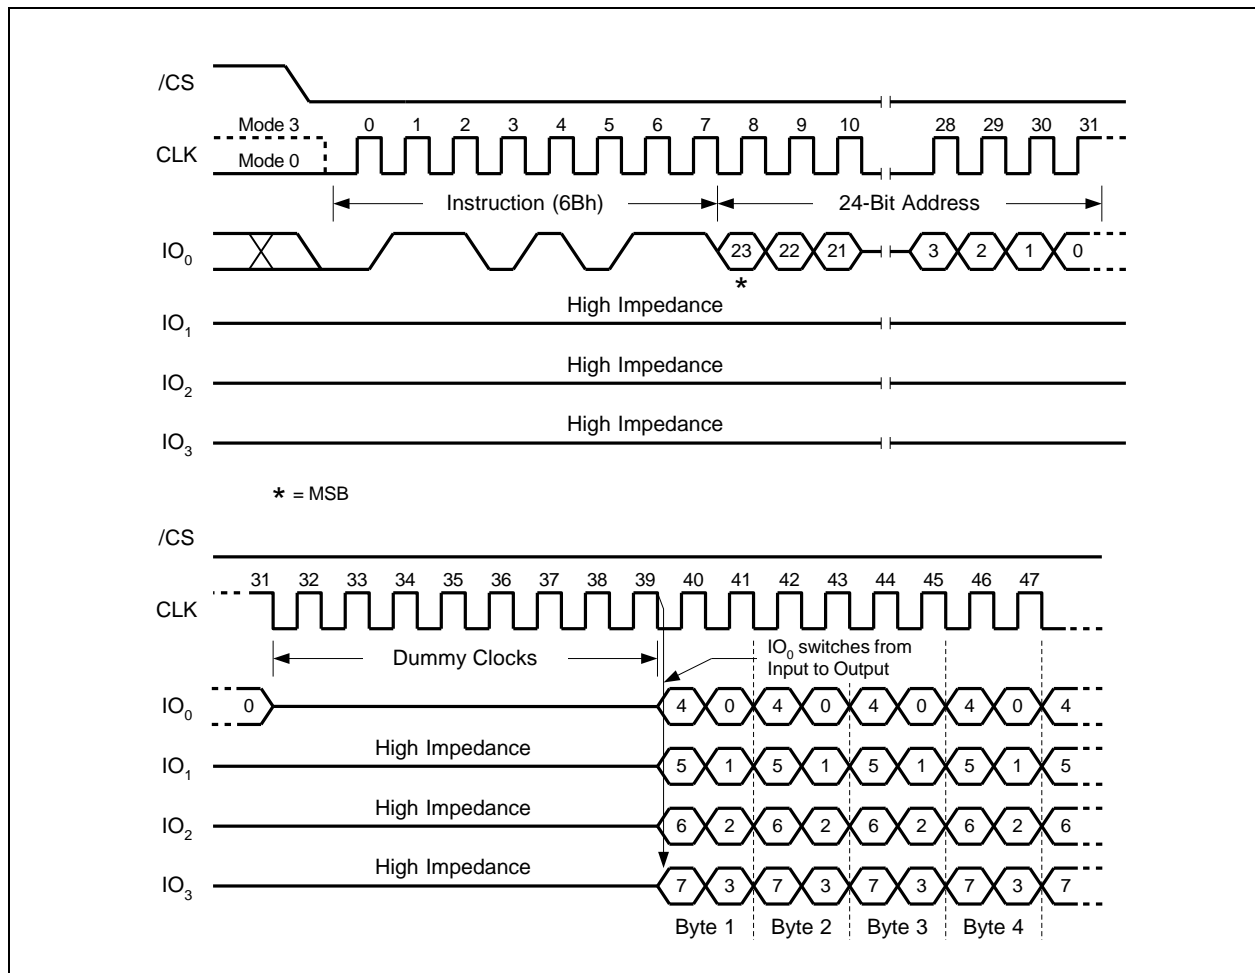 /CS
Mode 3
0 1 2 3 4 5 6 7 8 9 10 28 29 30 31
CLK
Mode 0
Instruction (6Bh)
24-Bit Address
IO0
23 22 21 3 2 1 0
*
High Impedance
IO1
High Impedance
IO2
High Impedance
IO3
* = MSB
/CS
31 32 33 34 35 36 37 38 39 40 41 42 43 44 45 46 47
CLK
Dummy Clocks
IO0 switches from
Input to Output
IO0
0 4 0 4 0 4 0 4 0 4
High Impedance
IO1
5 1 5 1 5 1 5 1 5
High Impedance
IO2
6 2 6 2 6 2 6 2 6
High Impedance
IO3
7 3 7 3 7 3 7 3 7
Byte 1 Byte 2 Byte 3 Byte 4